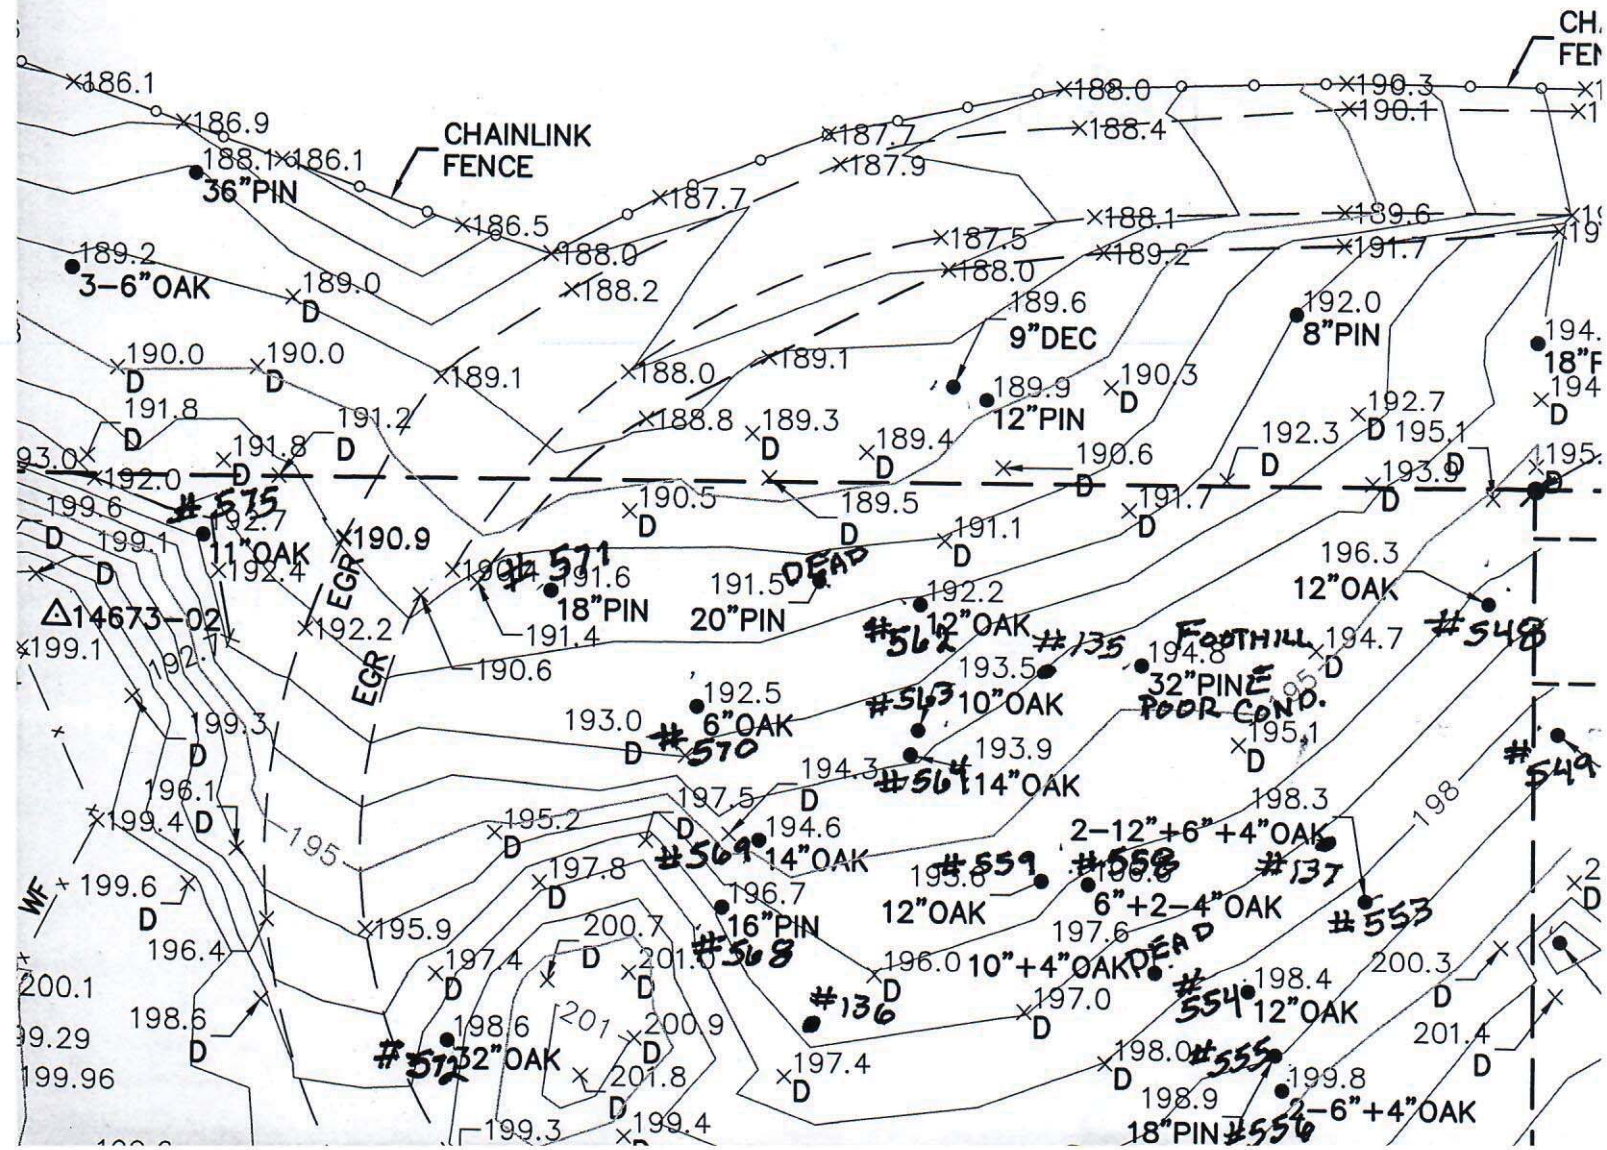 CHAINLINK
FENCE
×186.1
×186.9
188.1
×186.1
36"PIN
×186.5
×188.0
×187.7
×187.7
×187.9
×188.0
×188.4
×190.3
×190.1
189.2
3-6"OAK
×189.0
D
×188.2
×187.5
×188.0
×188.1
×189.2
×189.6
×191.7
189.6
9"DEC
192.0
8"PIN
190.0
D
190.0
D
×189.1
×188.0
×189.1
189.9
12"PIN
190.3
D
191.8
D
191.2
D
×188.8
189.3
D
189.4
D
192.7
D
191.8
D
×192.0
190.6
D
192.3
D
195.1
D
193.9
D
199.6
D
#575
192.7
11"OAK
190.5
D
189.5
D
191.7
D
199.1
D
×192.4
×190.9
EGR
#571
191.6
18"PIN
191.1
D
DEAD
191.5
20"PIN
196.3
12"OAK
#548
△14673-02
×192.2
191.4
190.6
EGR
192.2
12"OAK
#562
#135
193.5
10"OAK
#563
FOOTHILL
194.8
32"PINE
POOR COND.
194.7
D
195
×199.1
199.3
D
192.5
6"OAK
#570
193.0
D
193.9
14"OAK
#564
195.1
D
#549
194.3
D
196.1
D
×199.4
195
195.2
D
197.5
D
#569
194.6
14"OAK
198.3
2-12"+6"+4"OAK
#137
#553
198
WF
199.6
D
197.8
D
196.7
16"PIN
#568
#559
12"OAK
#558
6"+2-4"OAK
196.4
×195.9
197.4
D
200.7
D
196.0
D
197.6
10"+4"OAK
DEAD
200.3
D
200.1
198.6
D
201
200.9
D
#136
197.0
D
#554
198.4
12"OAK
201.4
D
199.96
198.6
32"OAK
#572
201.8
D
197.4
D
198.0
D
#555
199.8
2-6"+4"OAK
#556
198.9
18"PIN
199.3
199.4
D